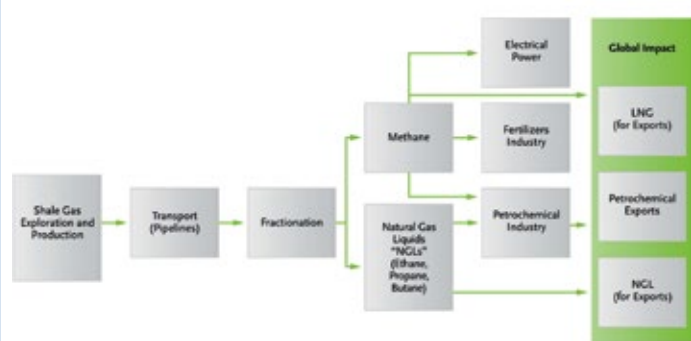 Electrical
Power
Global Impact
LNG
(for Exports)
Methane
Fertilizers
Industry
Shale Gas
Exploration and
Production
Transport
(Pipelines)
Fractionation
Natural Gas
Liquids
"NGLs"
(Ethane,
Propane,
Butane)
Petrochemical
Industry
Petrochemical
Exports
NGL
(for Exports)